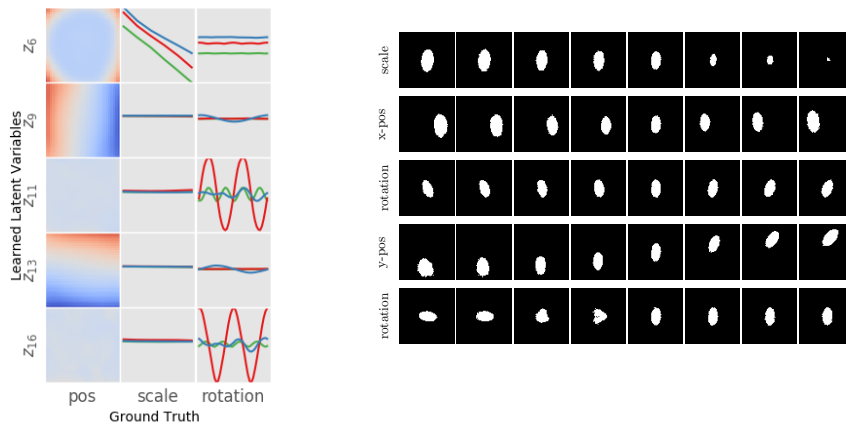 Learned Latent Variables
Z6
Z9
Z11
Z13
Z16
pos scale rotation
Ground Truth
scale
x-pos
rotation
y-pos
rotation